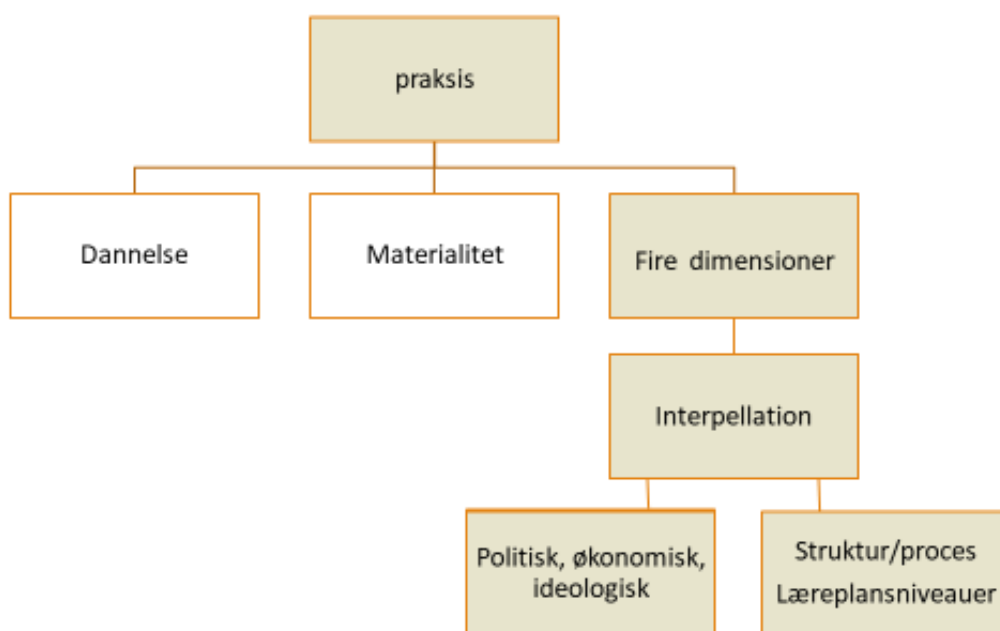 praksis
Dannelse
Materialitet
Fire dimensioner
Interpellation
Politisk, økonomisk,
ideologisk
Struktur/proces
Læreplansniveauer